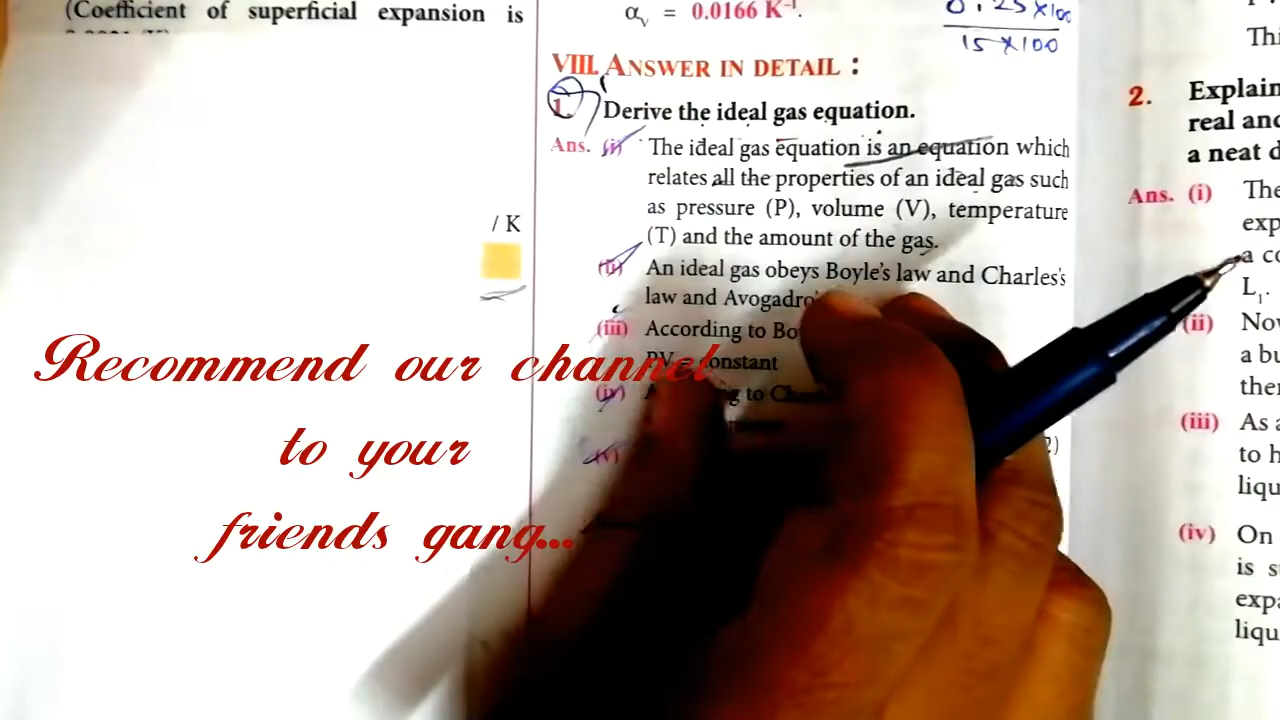 (Coefficient of superficial expansion is
/ K
αᵥ = 0.0166 K⁻¹.
0.25×100
15×100
VIII. ANSWER IN DETAIL :
1. Derive the ideal gas equation.
Ans. (i) The ideal gas equation is an equation which
relates all the properties of an ideal gas such
as pressure (P), volume (V), temperature
(T) and the amount of the gas.
(ii) An ideal gas obeys Boyle's law and Charles's
law and Avogadro
(iii) According to Bo
PV constant
(iv) to
(v)
Recommend our channel
to your
friends gang...
Thi
2. Explain
real and
a neat d
Ans. (i) The
exp
a co
L₁.
(ii) Nov
a bu
then
(iii) As a
to h
liqu
(iv) On
is s
expa
liqu